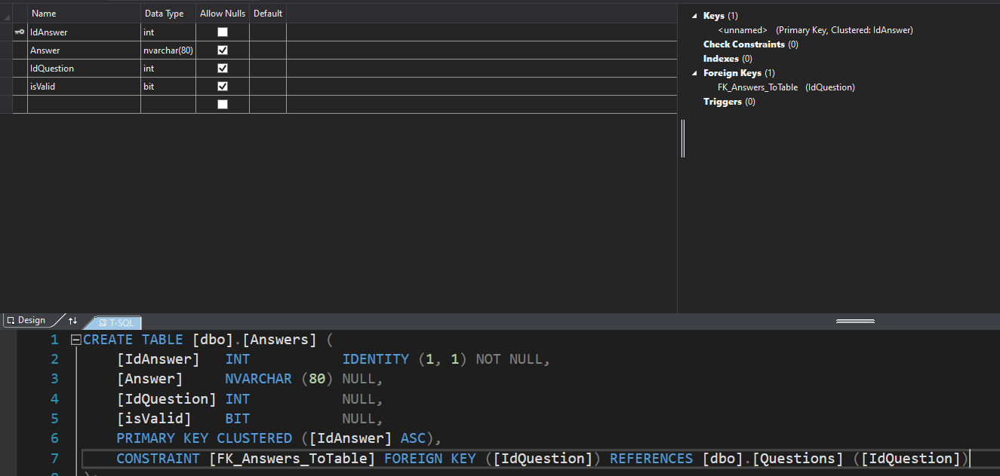 Name Data Type Allow Nulls Default
IdAnswer int
Answer nvarchar(80)
IdQuestion int
isValid bit
Keys (1)
<unnamed> (Primary Key, Clustered: IdAnswer)
Check Constraints (0)
Indexes (0)
Foreign Keys (1)
FK_Answers_ToTable (IdQuestion)
Triggers (0)
Design T-SQL
1 CREATE TABLE [dbo].[Answers] (
2 [IdAnswer] INT IDENTITY (1, 1) NOT NULL,
3 [Answer] NVARCHAR (80) NULL,
4 [IdQuestion] INT NULL,
5 [isValid] BIT NULL,
6 PRIMARY KEY CLUSTERED ([IdAnswer] ASC),
7 CONSTRAINT [FK_Answers_ToTable] FOREIGN KEY ([IdQuestion]) REFERENCES [dbo].[Questions] ([IdQuestion])